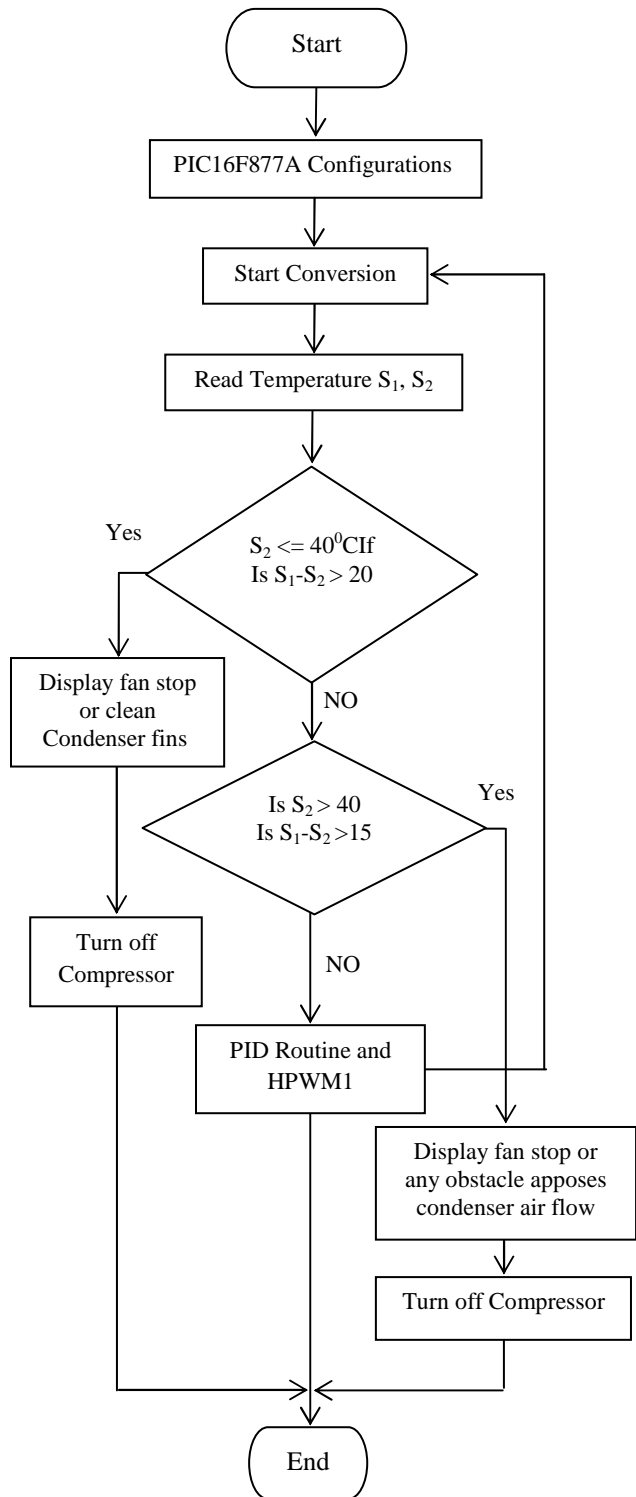 Start
PIC16F877A Configurations
Start Conversion
Read Temperature S₁, S₂
Yes
S₂ <= 40⁰CIf
Is S₁-S₂ > 20
Display fan stop
or clean
Condenser fins
NO
Is S₂ > 40
Is S₁-S₂ >15
Yes
Turn off
Compressor
NO
PID Routine and
HPWM1
Display fan stop or
any obstacle apposes
condenser air flow
Turn off Compressor
End